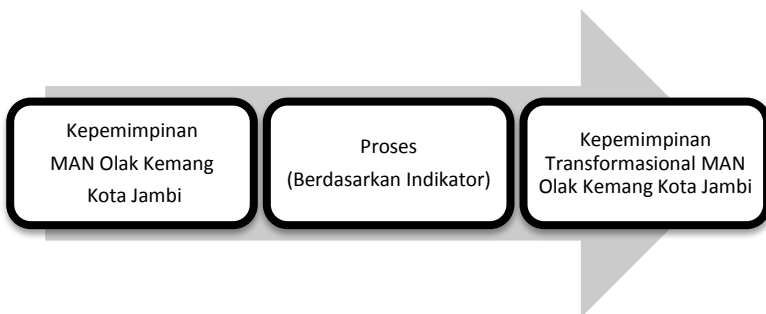 Kepemimpinan
MAN Olak Kemang
Kota Jambi
Proses
(Berdasarkan Indikator)
Kepemimpinan
Transformasional MAN
Olak Kemang Kota Jambi